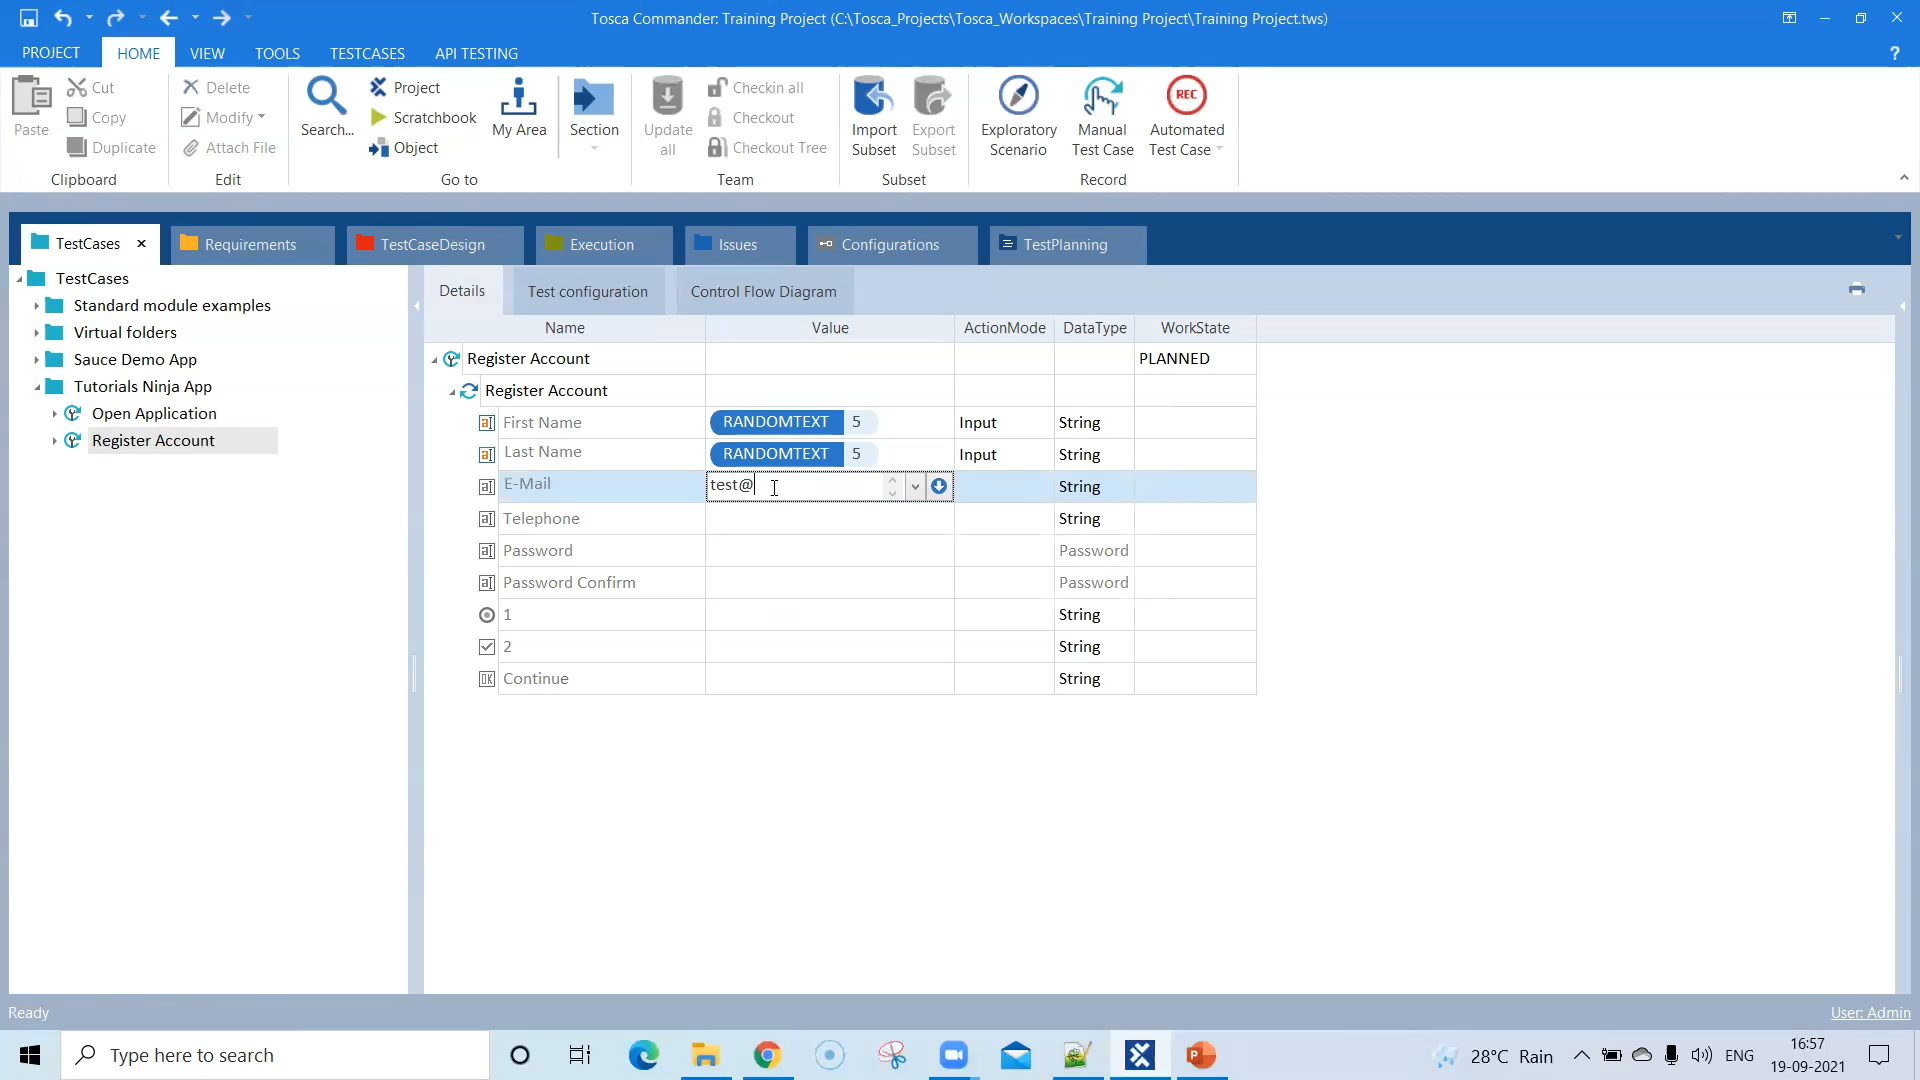 Tosca Commander: Training Project (C:\Tosca_Projects\Tosca_Workspaces\Training Project\Training Project.tws)
PROJECT HOME VIEW TOOLS TESTCASES API TESTING ?
Paste Cut Copy Duplicate Clipboard
Delete Modify Attach File Edit
Search... Project Scratchbook Object My Area Go to
Section
Update all Checkin all Checkout Checkout Tree Team
Import Subset Export Subset Subset
Exploratory Scenario Manual Test Case REC Automated Test Case Record
TestCases × Requirements TestCaseDesign Execution Issues Configurations TestPlanning
TestCases
Standard module examples
Virtual folders
Sauce Demo App
Tutorials Ninja App
Open Application
Register Account
Details Test configuration Control Flow Diagram
Name Value ActionMode DataType WorkState
Register Account PLANNED
Register Account
First Name RANDOMTEXT 5 Input String
Last Name RANDOMTEXT 5 Input String
E-Mail test@ String
Telephone String
Password Password
Password Confirm Password
1 String
2 String
OK Continue String
Ready User: Admin
Type here to search 28°C Rain ENG 16:57
19-09-2021